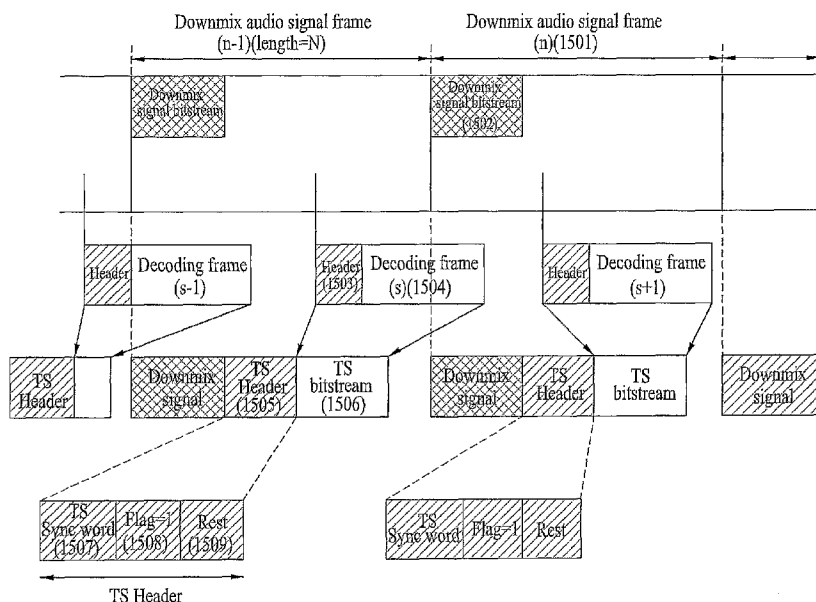 Downmix audio signal frame
(n-1)(length=N)
Downmix audio signal frame
(n)(1501)
Downmix
signal bitstream
Downmix
signal bitstream
(1502)
Header
Decoding frame
(s-1)
Header
(1503)
Decoding frame
(s)(1504)
Header
Decoding frame
(s+1)
TS
Header
Downmix
signal
TS
Header
(1505)
TS
bitstream
(1506)
Downmix
signal
TS
Header
TS
bitstream
Downmix
signal
TS
Sync word
(1507)
Flag=1
(1508)
Rest
(1509)
TS
Sync word
Flag=1
Rest
TS Header